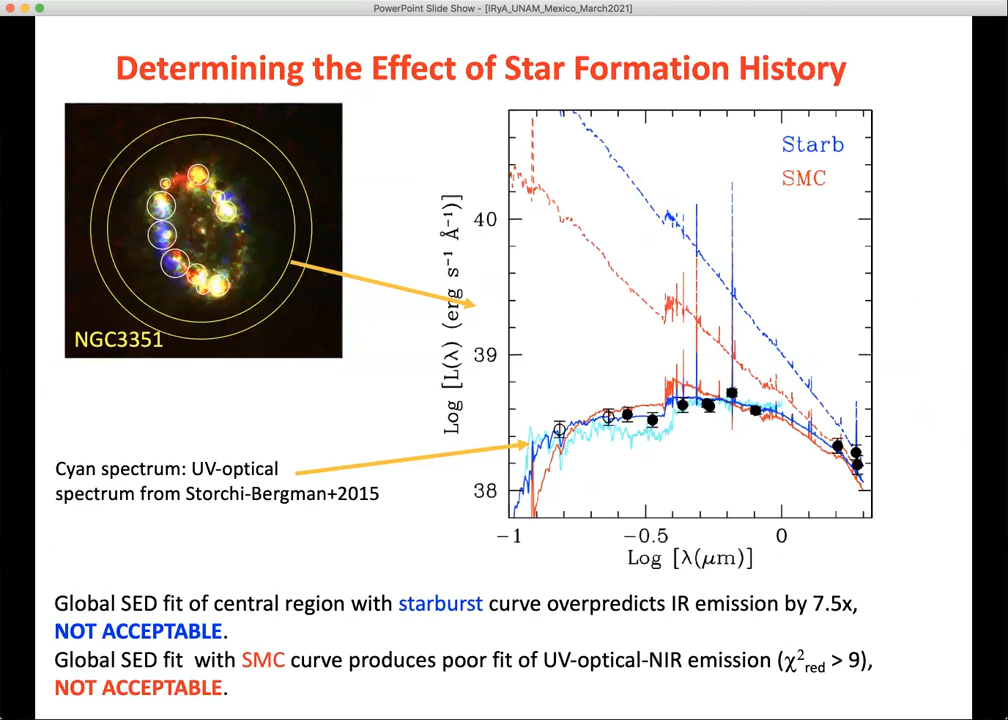 PowerPoint Slide Show - [IRyA_UNAM_Mexico_March2021]
Determining the Effect of Star Formation History
NGC3351
Starb
SMC
Log [L(λ) (erg s⁻¹ Å⁻¹)]
40
39
38
−1
−0.5
0
Log [λ(μm)]
Cyan spectrum: UV-optical
spectrum from Storchi-Bergman+2015
Global SED fit of central region with starburst curve overpredicts IR emission by 7.5x,
NOT ACCEPTABLE.
Global SED fit with SMC curve produces poor fit of UV-optical-NIR emission (χ²red > 9),
NOT ACCEPTABLE.